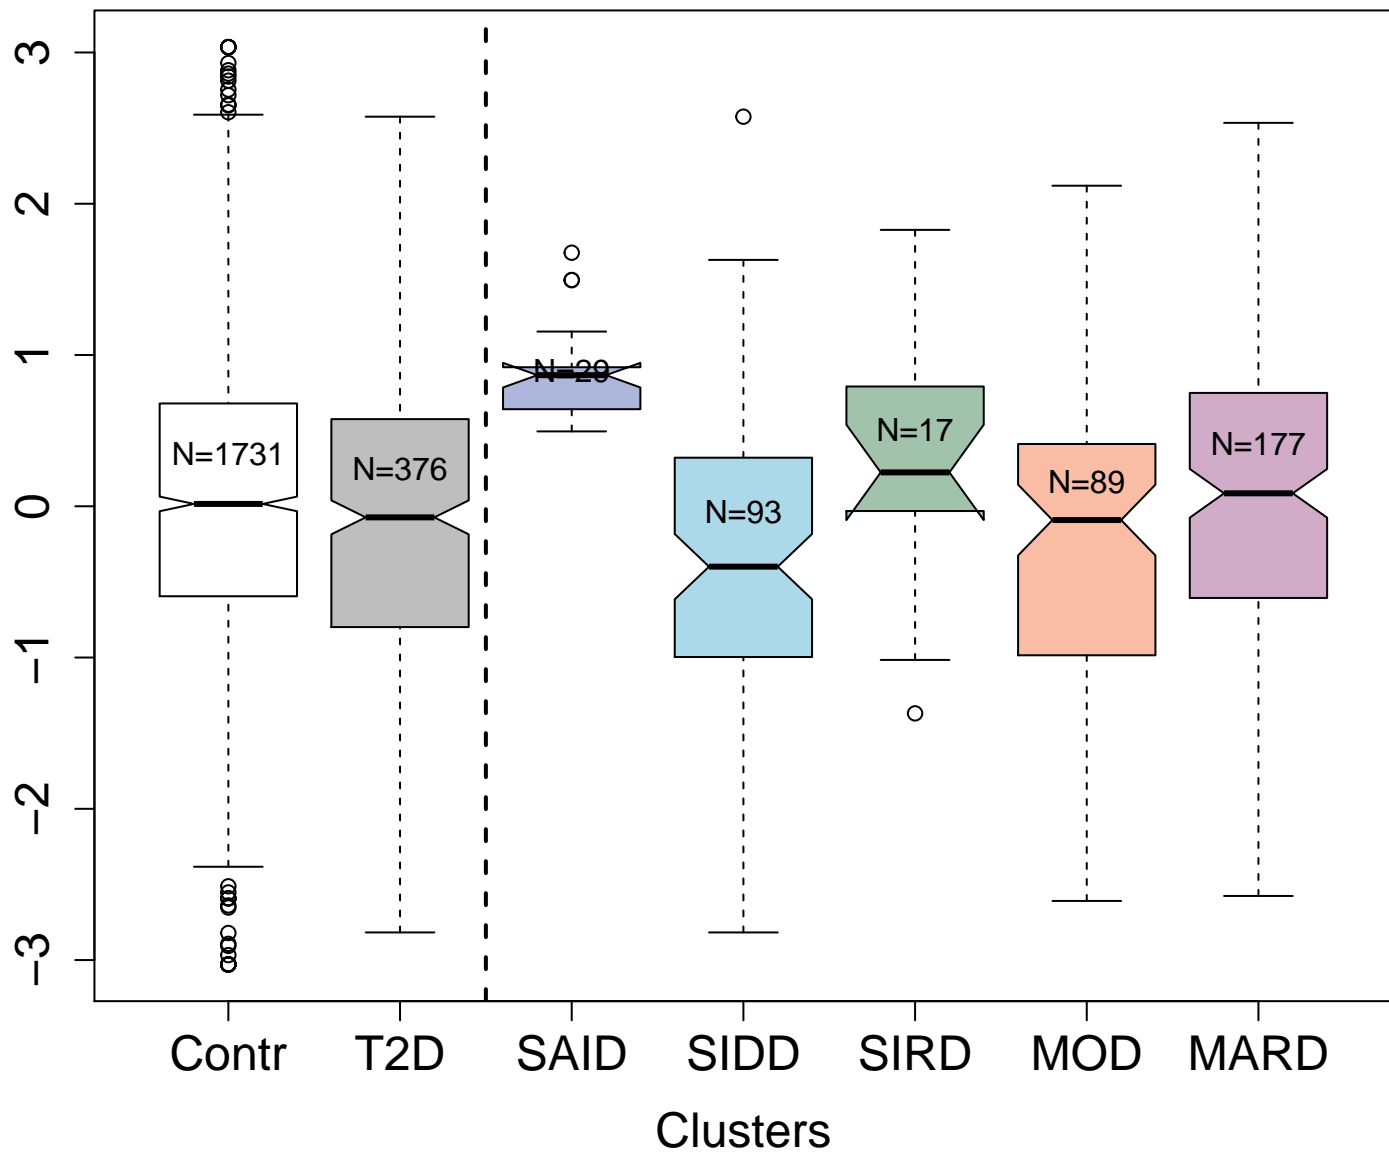 3
2
1
0
−1
−2
−3
N=1731
N=376
N=29
N=93
N=17
N=89
N=177
Contr T2D SAID SIDD SIRD MOD MARD
Clusters